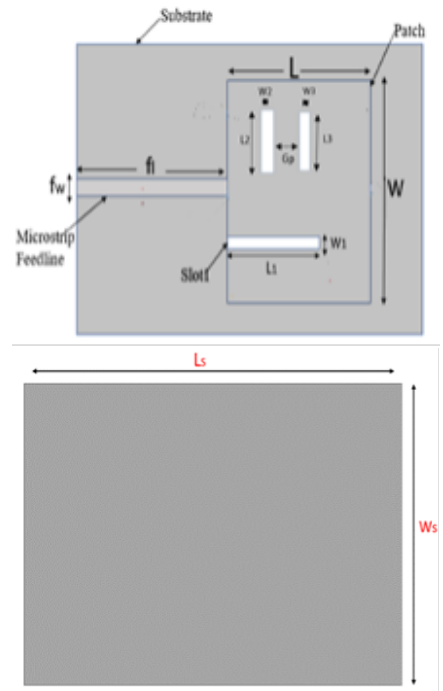 Substrate
Patch
L
W2
W3
L2
L3
Gp
fl
fw
W
Microstrip
Feedline
W1
Slot1
L1
Ls
Ws